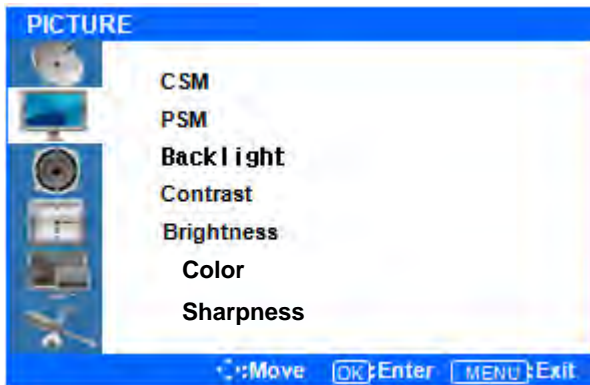 PICTURE
CSM
PSM
Backlight
Contrast
Brightness
Color
Sharpness
:Move OK:Enter MENU:Exit